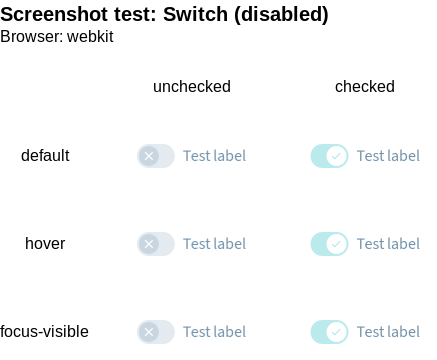 Screenshot test: Switch (disabled)
Browser: webkit
unchecked checked
default Test label Test label
hover Test label Test label
focus-visible Test label Test label